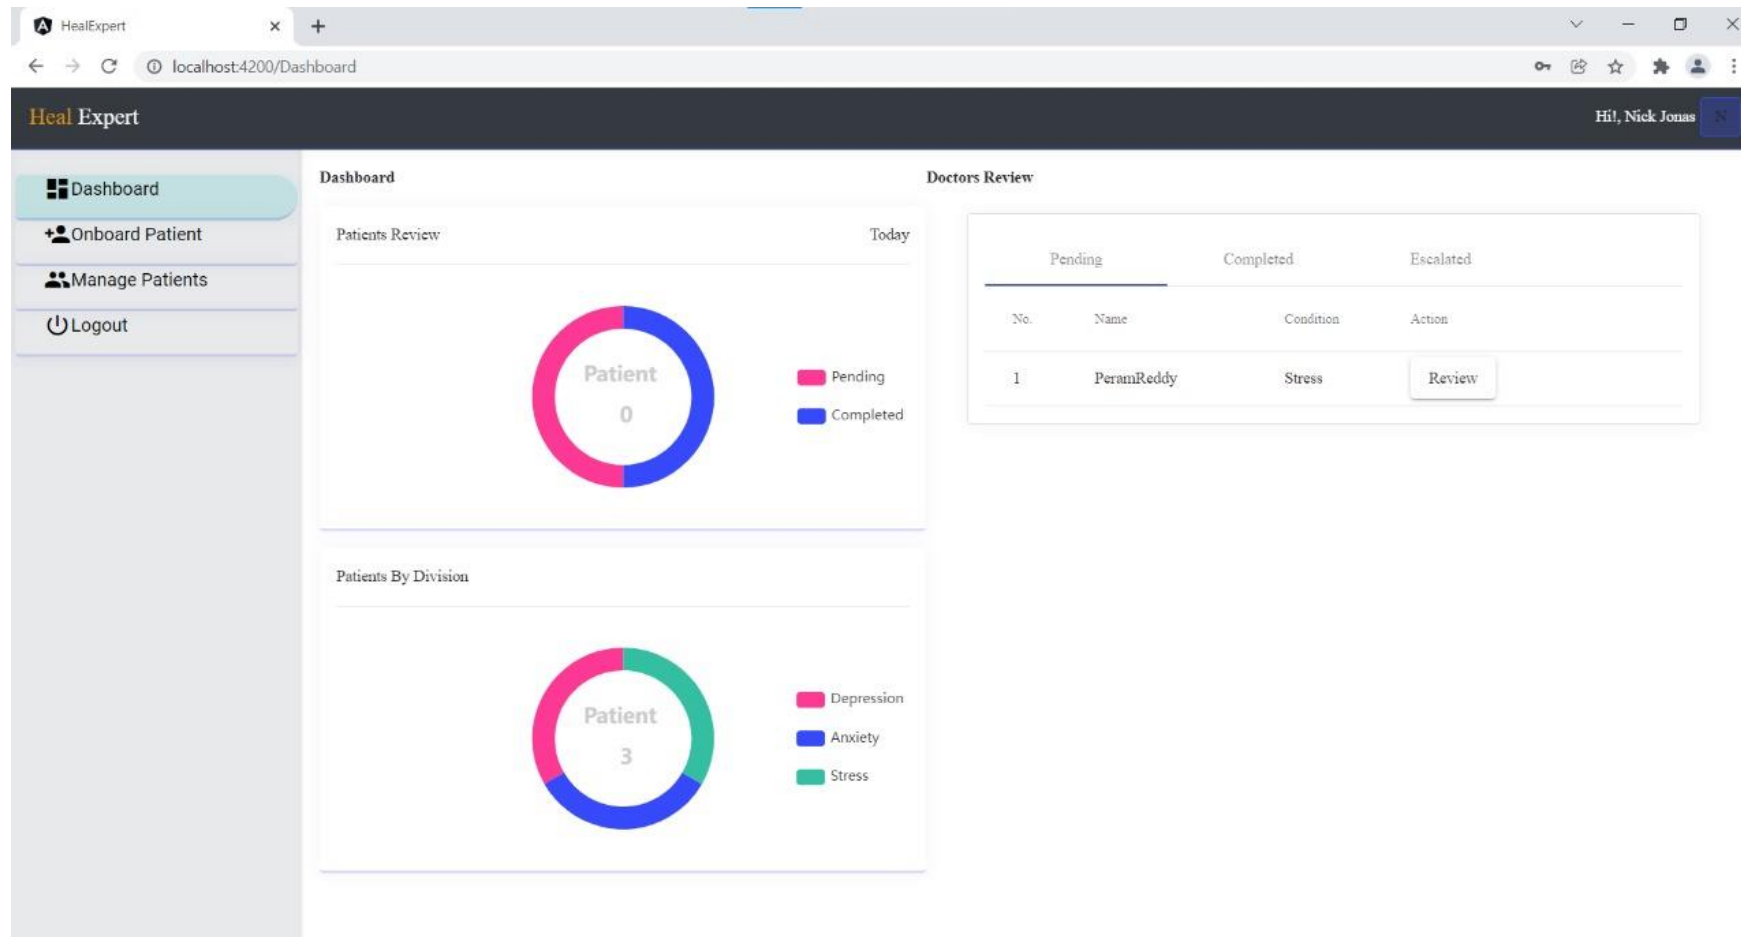 HealExpert
localhost:4200/Dashboard
Heal Expert
Hi!, Nick Jonas N
Dashboard
Onboard Patient
Manage Patients
Logout
Dashboard
Patients Review Today
Patient
0
Pending
Completed
Patients By Division
Patient
3
Depression
Anxiety
Stress
Doctors Review
Pending Completed Escalated
No. Name Condition Action
1 PeramReddy Stress Review